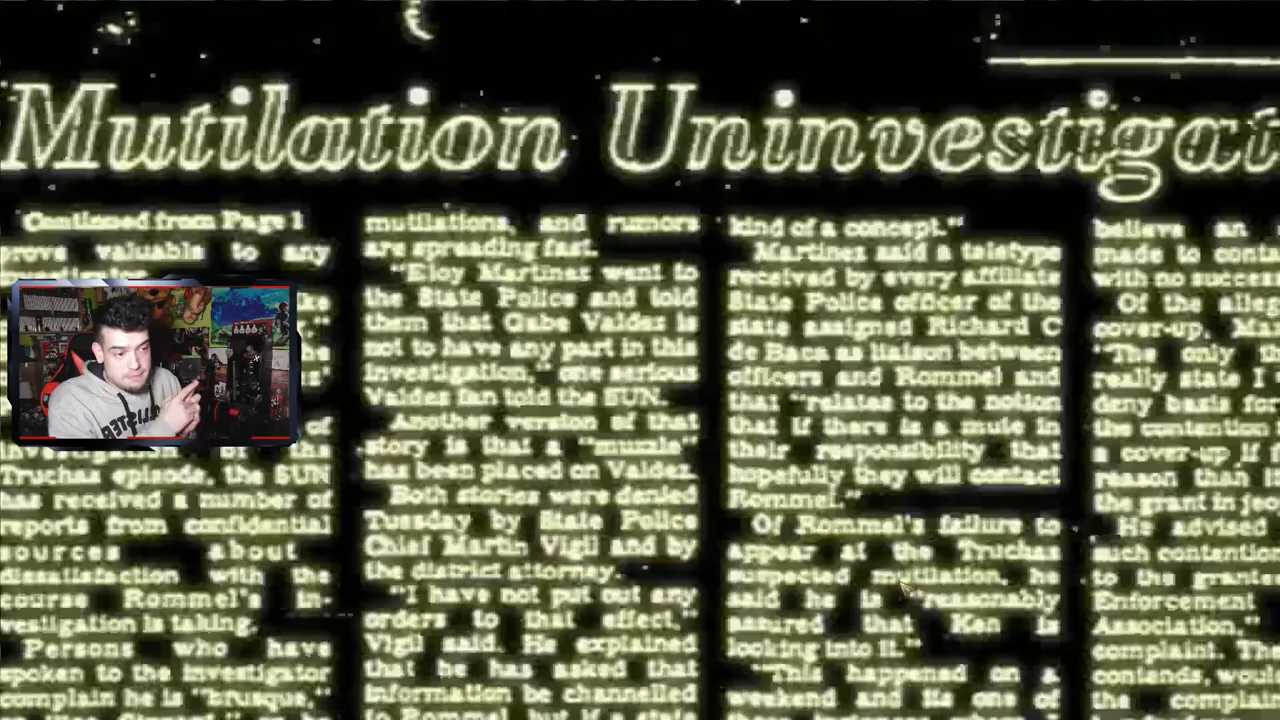 Mutilation Uninvestigat
Continued from Page 1
prove valuable to any
of
Truchas episode, the SUN
has received a number of
reports from confidential
sources about
dissatisfaction with the
course Rommel's in-
vestigation is taking.
Persons who have
spoken to the investigator
complain he is "brusque,"
mutilations, and rumors
are spreading fast.
"Eloy Martinez went to
the State Police and told
them that Gabe Valdez is
not to have any part in this
investigation," one serious
Valdez fan told the SUN.
Another version of that
story is that a "muzzle"
has been placed on Valdez.
Both stories were denied
Tuesday by State Police
Chief Martin Vigil and by
the district attorney.
"I have not put out any
orders to that effect,"
Vigil said. He explained
that he has asked that
information be channelled
to Rommel, but if a state
kind of a concept."
Martinez said a teletype
received by every affiliate
State Police officer of the
state assigned Richard C
de Baca as liaison between
officers and Rommel and
that "relates to the notion
that if there is a mute in
their responsibility that
hopefully they will contact
Rommel."
Of Rommel's failure to
appear at the Truchas
suspected mutilation, he
said he is "reasonably
assured that Ken is
looking into it."
"This happened on a
weekend and its one of
believe an
made to conta
with no succes
Of the alleg
cover-up, Ma
"The only th
really state I
deny basis for
the contention
a cover-up if
reason than
the grant in jeo
He advised
such contention
to the grante
Enforcement
Association,"
complaint. The
contends, woul
the complain